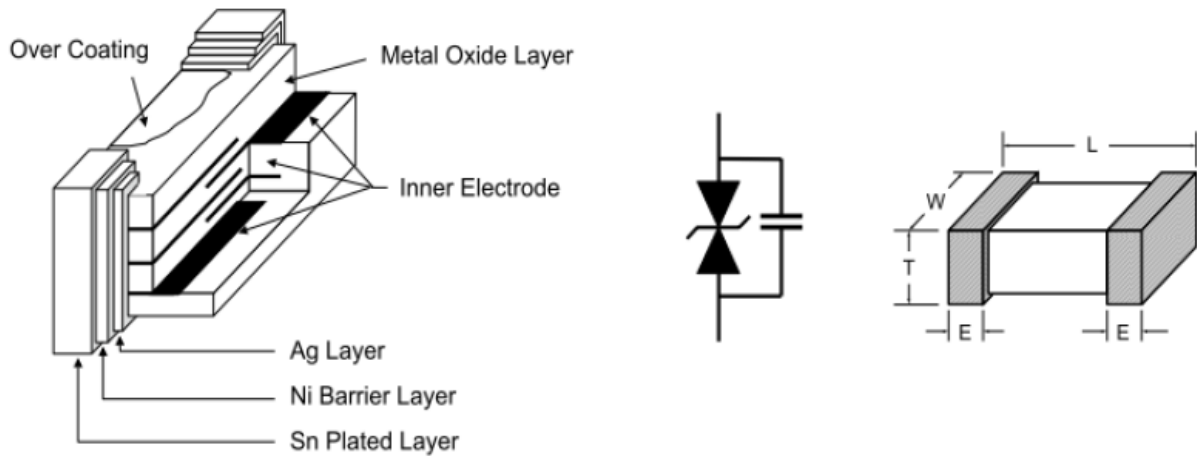 Over Coating
Metal Oxide Layer
Inner Electrode
Ag Layer
Ni Barrier Layer
Sn Plated Layer
L
W
T
E
E